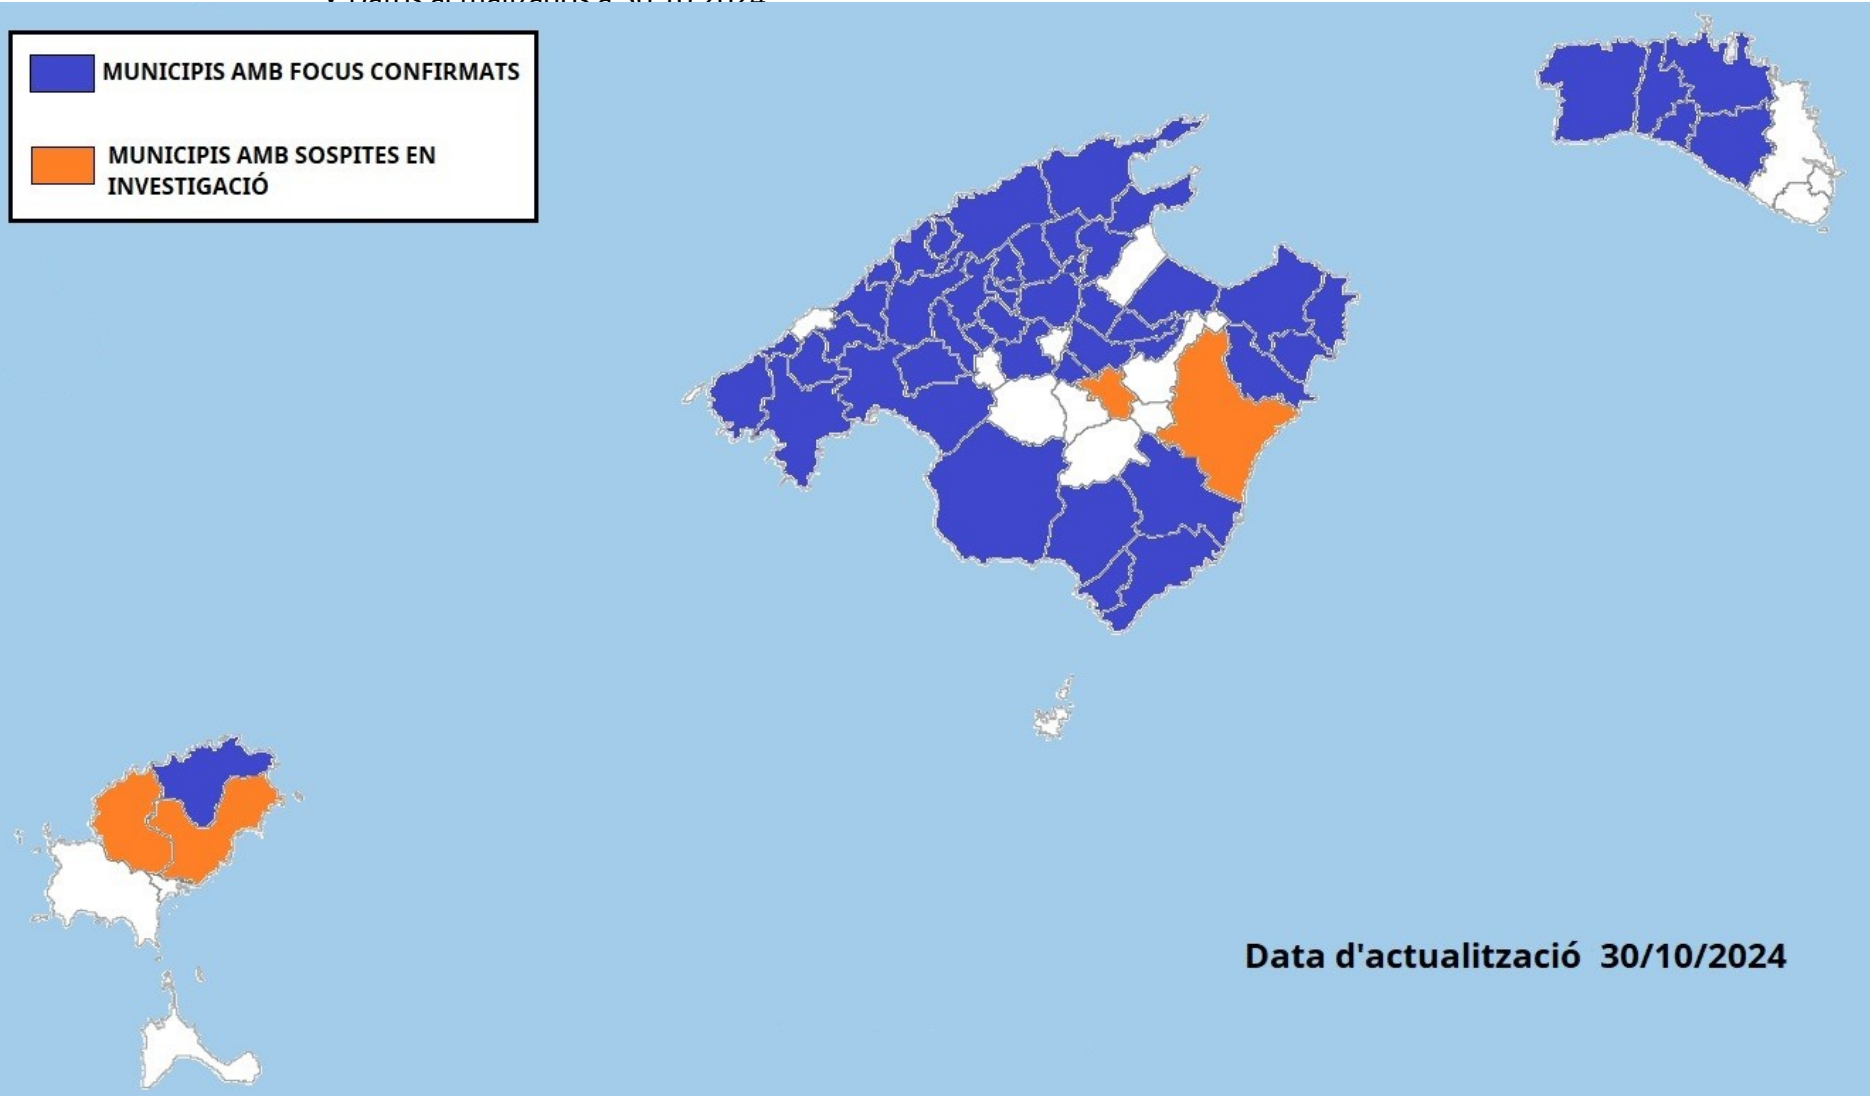 MUNICIPIS AMB FOCUS CONFIRMATS
MUNICIPIS AMB SOSPITES EN
INVESTIGACIÓ
Data d'actualització 30/10/2024